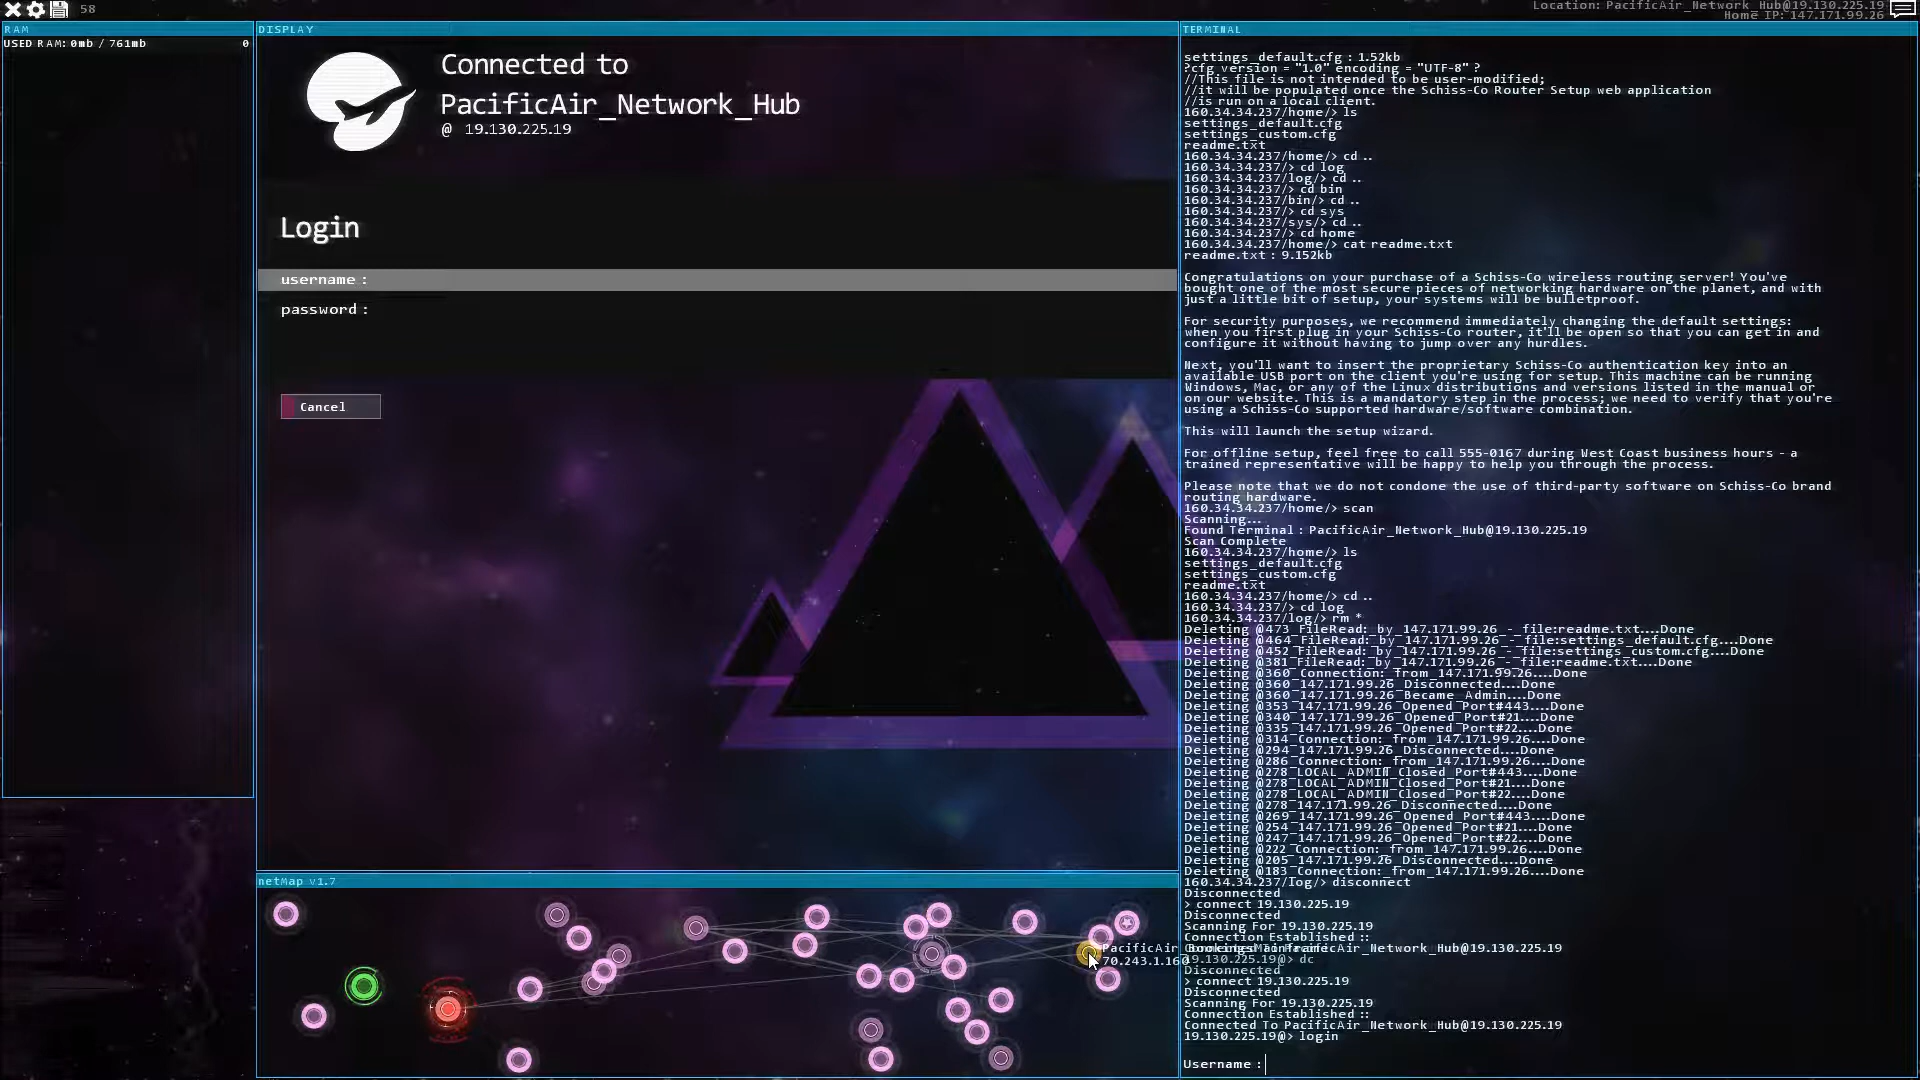 58
Location: PacificAir_Network_Hub@19.130.225.19
Home IP: 147.171.99.26
RAM
USED RAM: 0mb / 761mb
0
DISPLAY
Connected to
PacificAir_Network_Hub
@ 19.130.225.19
Login
username :
password :
Cancel
netMap v1.7
PacificAir
70.243.1.160
TERMINAL
settings_default.cfg : 1.52kb
?cfg version = "1.0" encoding = "UTF-8" ?
//This file is not intended to be user-modified;
//it will be populated once the Schiss-Co Router Setup web application
//is run on a local client.
160.34.34.237/home/> ls
settings_default.cfg
settings_custom.cfg
readme.txt
160.34.34.237/home/> cd ..
160.34.34.237/> cd log
160.34.34.237/log/> cd ..
160.34.34.237/> cd bin
160.34.34.237/bin/> cd ..
160.34.34.237/> cd sys
160.34.34.237/sys/> cd ..
160.34.34.237/> cd home
160.34.34.237/home/> cat readme.txt
readme.txt : 9.152kb
Congratulations on your purchase of a Schiss-Co wireless routing server! You've
bought one of the most secure pieces of networking hardware on the planet, and with
just a little bit of setup, your systems will be bulletproof.
For security purposes, we recommend immediately changing the default settings:
when you first plug in your Schiss-Co router, it'll be open so that you can get in and
configure it without having to jump over any hurdles.
Next, you'll want to insert the proprietary Schiss-Co authentication key into an
available USB port on the client you're using for setup. This machine can be running
Windows, Mac, or any of the Linux distributions and versions listed in the manual or
on our website. This is a mandatory step in the process; we need to verify that you're
using a Schiss-Co supported hardware/software combination.
This will launch the setup wizard.
For offline setup, feel free to call 555-0167 during West Coast business hours - a
trained representative will be happy to help you through the process.
Please note that we do not condone the use of third-party software on Schiss-Co brand
routing hardware.
160.34.34.237/home/> scan
Scanning...
Found Terminal : PacificAir_Network_Hub@19.130.225.19
Scan Complete
160.34.34.237/home/> ls
settings_default.cfg
settings_custom.cfg
readme.txt
160.34.34.237/home/> cd ..
160.34.34.237/> cd log
160.34.34.237/log/> rm *
Deleting @473_FileRead:_by_147.171.99.26_-_file:readme.txt....Done
Deleting @464_FileRead:_by_147.171.99.26_-_file:settings_default.cfg....Done
Deleting @452_FileRead:_by_147.171.99.26_-_file:settings_custom.cfg....Done
Deleting @381_FileRead:_by_147.171.99.26_-_file:readme.txt....Done
Deleting @360_Connection:_from_147.171.99.26....Done
Deleting @360_147.171.99.26_Disconnected....Done
Deleting @360_147.171.99.26_Became_Admin....Done
Deleting @353_147.171.99.26_Opened_Port#443....Done
Deleting @340_147.171.99.26_Opened_Port#21....Done
Deleting @335_147.171.99.26_Opened_Port#22....Done
Deleting @314_Connection:_from_147.171.99.26....Done
Deleting @294_147.171.99.26_Disconnected....Done
Deleting @286_Connection:_from_147.171.99.26....Done
Deleting @278_LOCAL_ADMIN_Closed_Port#443....Done
Deleting @278_LOCAL_ADMIN_Closed_Port#21....Done
Deleting @278_LOCAL_ADMIN_Closed_Port#22....Done
Deleting @278_147.171.99.26_Disconnected....Done
Deleting @269_147.171.99.26_Opened_Port#443....Done
Deleting @254_147.171.99.26_Opened_Port#21....Done
Deleting @247_147.171.99.26_Opened_Port#22....Done
Deleting @222_Connection:_from_147.171.99.26....Done
Deleting @205_147.171.99.26_Disconnected....Done
Deleting @183_Connection:_from_147.171.99.26....Done
160.34.34.237/log/> disconnect
Disconnected
> connect 19.130.225.19
Disconnected
Scanning For 19.130.225.19
Connection Established ::
Air_Network_Hub@19.130.225.19
19.130.225.19@> dc
Disconnected
> connect 19.130.225.19
Disconnected
Scanning For 19.130.225.19
Connection Established ::
Connected To PacificAir_Network_Hub@19.130.225.19
19.130.225.19@> login
Username :